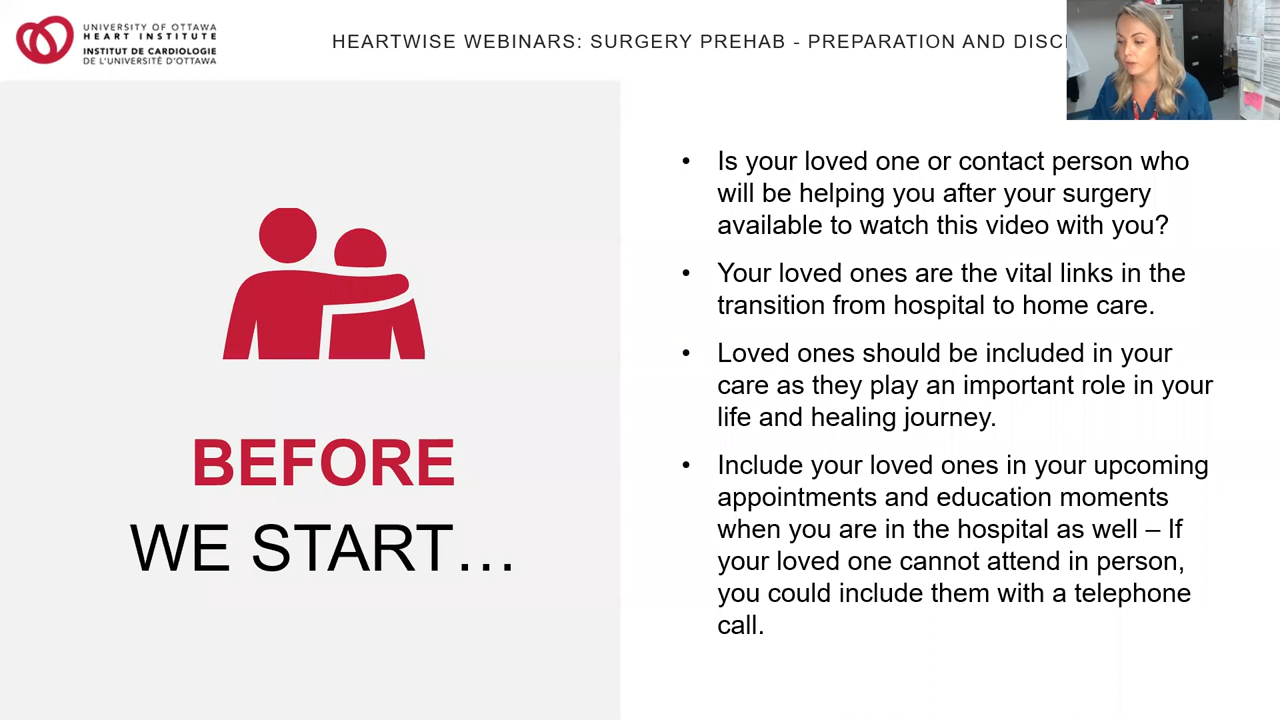 UNIVERSITY OF OTTAWA
HEART INSTITUTE
INSTITUT DE CARDIOLOGIE
DE L'UNIVERSITÉ D'OTTAWA
HEARTWISE WEBINARS: SURGERY PREHAB - PREPARATION AND
BEFORE
WE START…
• Is your loved one or contact person who
will be helping you after your surgery
available to watch this video with you?
• Your loved ones are the vital links in the
transition from hospital to home care.
• Loved ones should be included in your
care as they play an important role in your
life and healing journey.
• Include your loved ones in your upcoming
appointments and education moments
when you are in the hospital as well – If
your loved one cannot attend in person,
you could include them with a telephone
call.